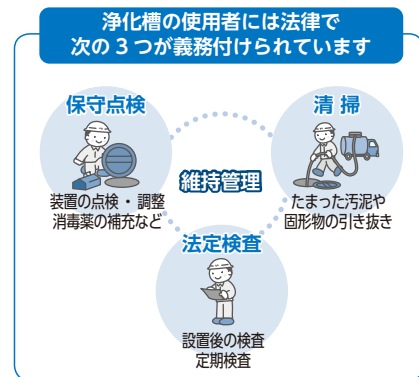 浄化槽の使用者には法律で
次の３つが義務付けられています
保守点検
装置の点検・調整
消毒薬の補充など
清掃
たまった汚泥や
固形物の引き抜き
維持管理
法定検査
設置後の検査
定期検査